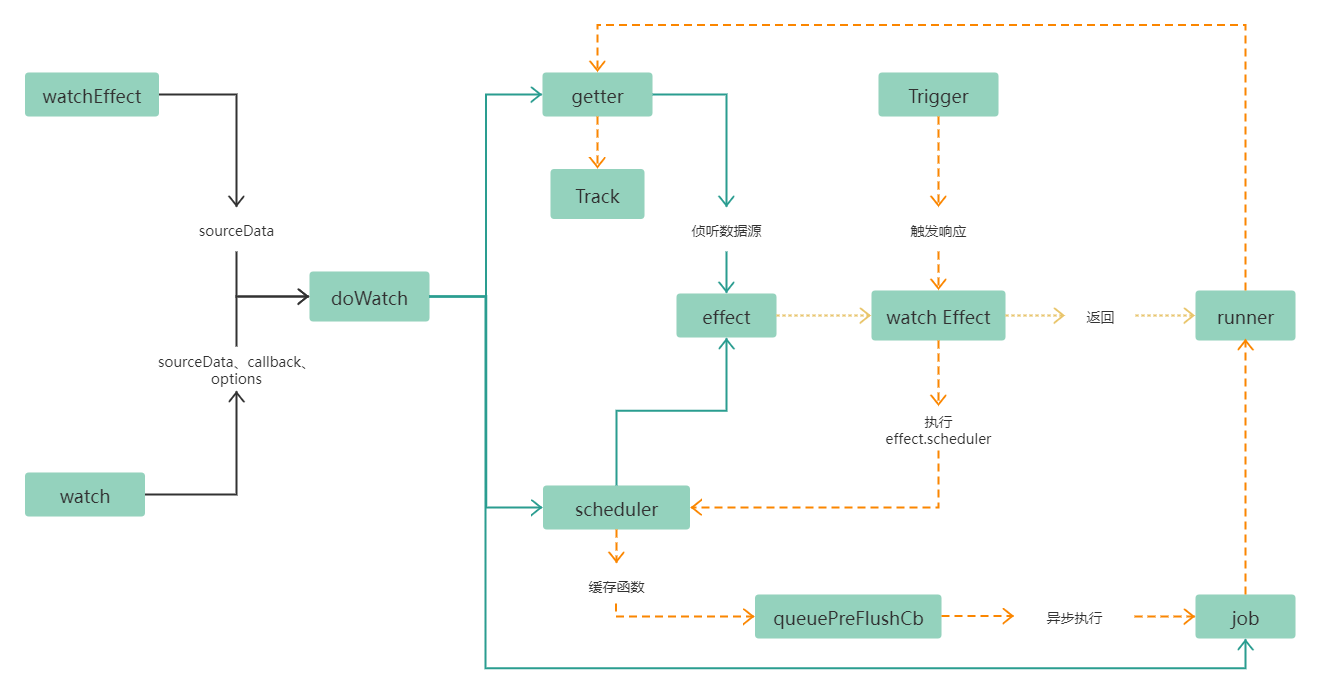 watchEffect
getter
Trigger
Track
sourceData
侦听数据源
触发响应
doWatch
effect
watch Effect
返回
runner
sourceData、callback、
options
执行
effect.scheduler
watch
scheduler
缓存函数
queuePreFlushCb
异步执行
job